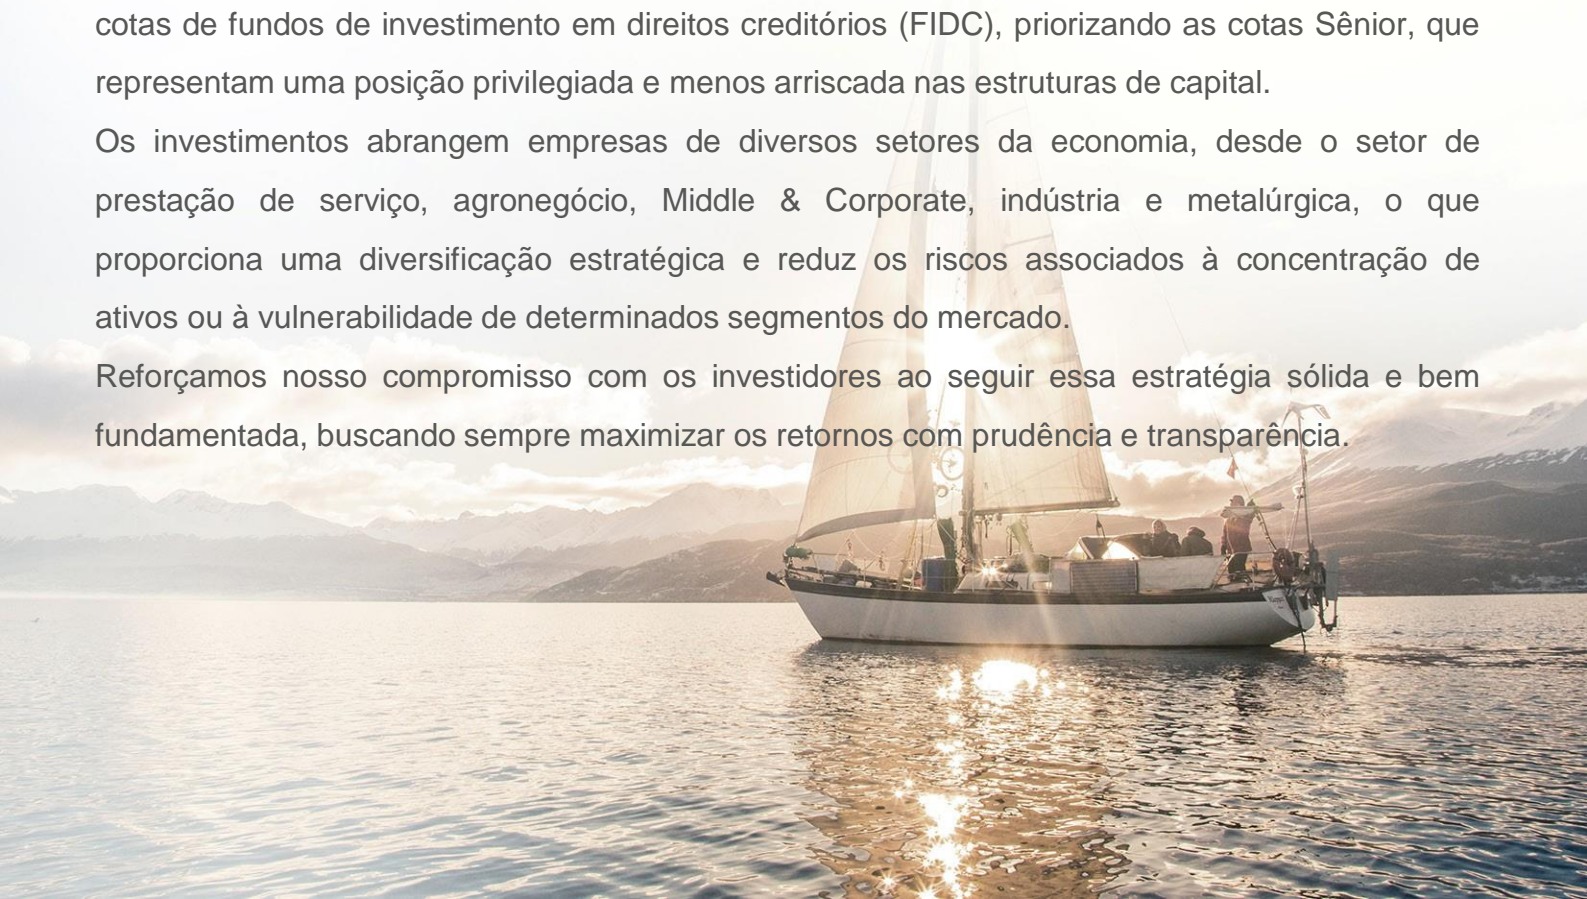 cotas de fundos de investimento em direitos creditórios (FIDC), priorizando as cotas Sênior, que
representam uma posição privilegiada e menos arriscada nas estruturas de capital.
Os investimentos abrangem empresas de diversos setores da economia, desde o setor de
prestação de serviço, agronegócio, Middle & Corporate, indústria e metalúrgica, o que
proporciona uma diversificação estratégica e reduz os riscos associados à concentração de
ativos ou à vulnerabilidade de determinados segmentos do mercado.
Reforçamos nosso compromisso com os investidores ao seguir essa estratégia sólida e bem
fundamentada, buscando sempre maximizar os retornos com prudência e transparência.